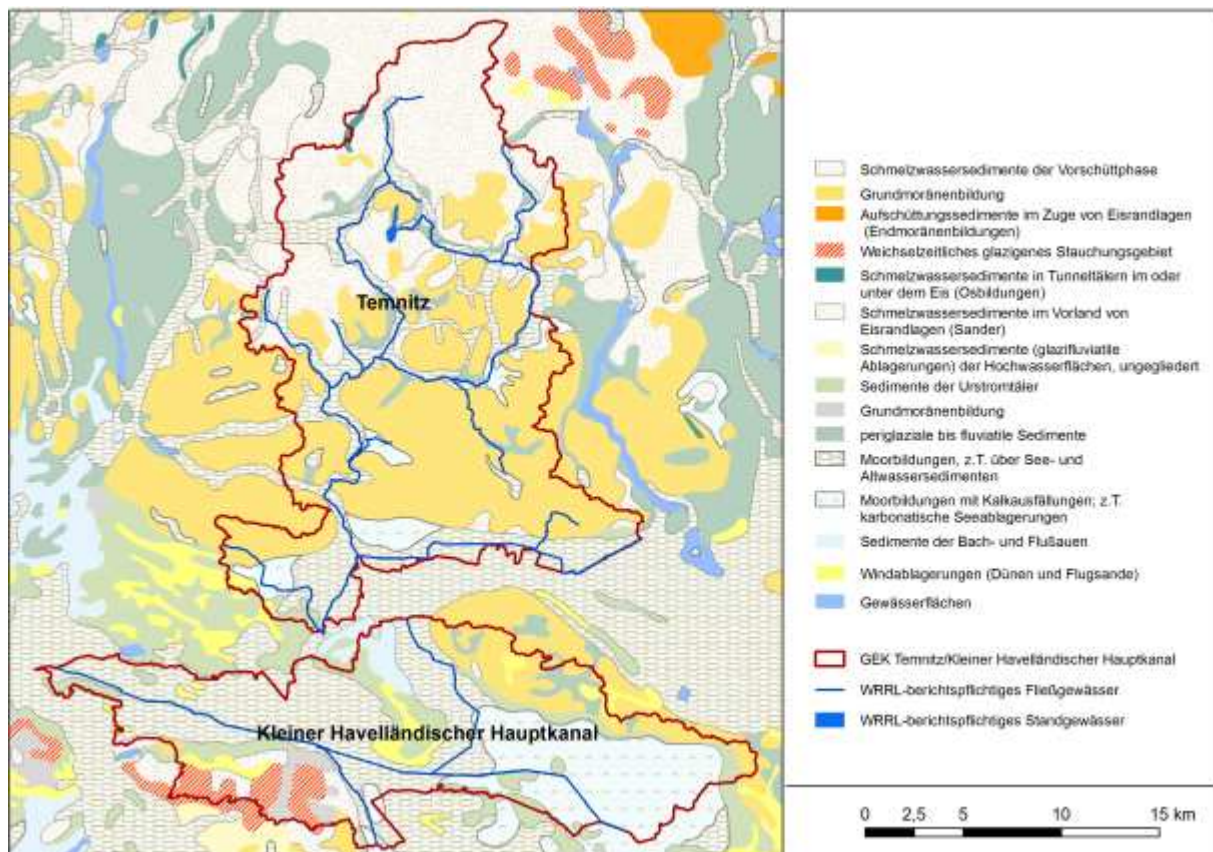 Temnitz
Kleiner Havelländischer Hauptkanal
Schmelzwassersedimente der Vorschüttphase
Grundmoränenbildung
Aufschüttungssedimente im Zuge von Eisrandlagen
(Endmoränenbildungen)
Weichselzeitliches glazigenes Stauchungsgebiet
Schmelzwassersedimente in Tunneltälern im oder
unter dem Eis (Osbildungen)
Schmelzwassersedimente im Vorland von
Eisrandlagen (Sander)
Schmelzwassersedimente (glazifluviatile
Ablagerungen) der Hochwasserflächen, ungegliedert
Sedimente der Urstromtäler
Grundmoränenbildung
periglaziale bis fluviatile Sedimente
Moorbildungen, z.T. über See- und
Altwassersedimenten
Moorbildungen mit Kalkausfällungen; z.T.
karbonatische Seeablagerungen
Sedimente der Bach- und Flußauen
Windablagerungen (Dünen und Flugsande)
Gewässerflächen
GEK Temnitz/Kleiner Havelländischer Hauptkanal
WRRL-berichtspflichtiges Fließgewässer
WRRL-berichtspflichtiges Standgewässer
0 2,5 5 10 15 km